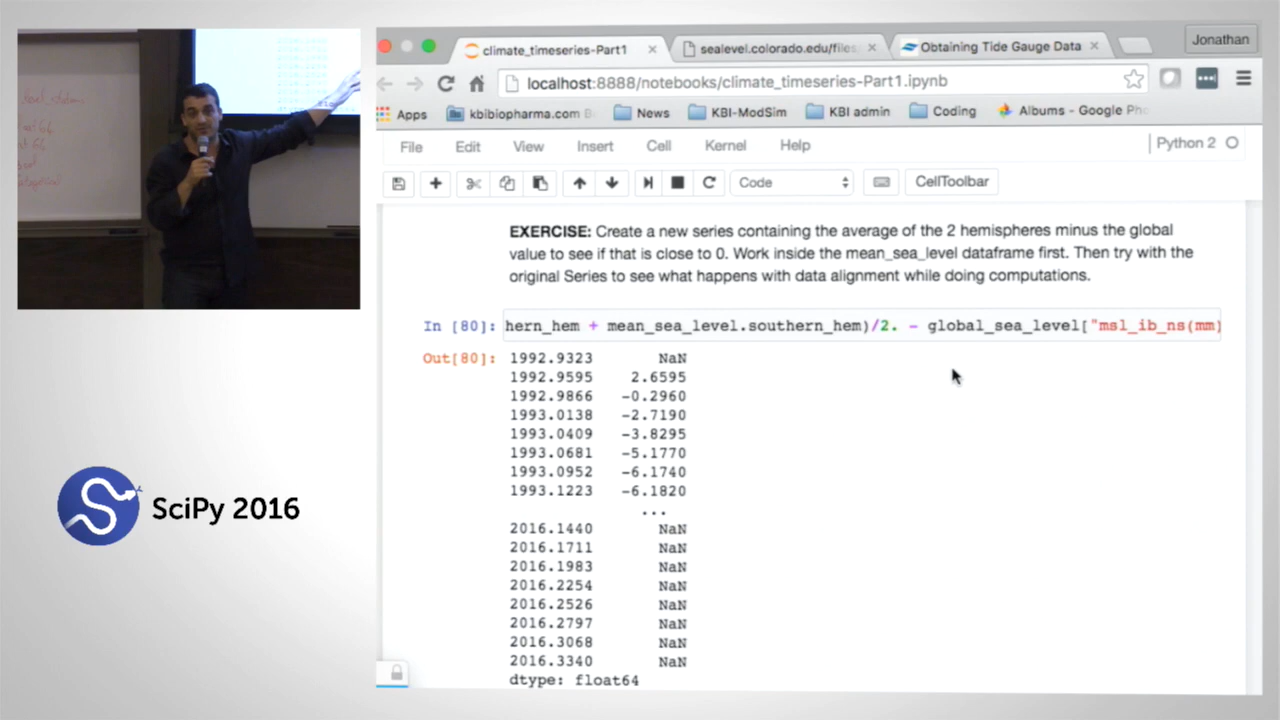 climate_timeseries-Part1
sealevel.colorado.edu/files
Obtaining Tide Gauge Data
Jonathan
localhost:8888/notebooks/climate_timeseries-Part1.ipynb
Apps
kbibiopharma.com
News
KBI-ModSim
KBI admin
Coding
Albums - Google Pho
File Edit View Insert Cell Kernel Help
Python 2
Code
CellToolbar
EXERCISE: Create a new series containing the average of the 2 hemispheres minus the global
value to see if that is close to 0. Work inside the mean_sea_level dataframe first. Then try with the
original Series to see what happens with data alignment while doing computations.
In [80]: hern_hem + mean_sea_level.southern_hem)/2. - global_sea_level["msl_ib_ns(mm)
Out[80]: 1992.9323 NaN
1992.9595 2.6595
1992.9866 -0.2960
1993.0138 -2.7190
1993.0409 -3.8295
1993.0681 -5.1770
1993.0952 -6.1740
1993.1223 -6.1820
...
2016.1440 NaN
2016.1711 NaN
2016.1983 NaN
2016.2254 NaN
2016.2526 NaN
2016.2797 NaN
2016.3068 NaN
2016.3340 NaN
dtype: float64
SciPy 2016